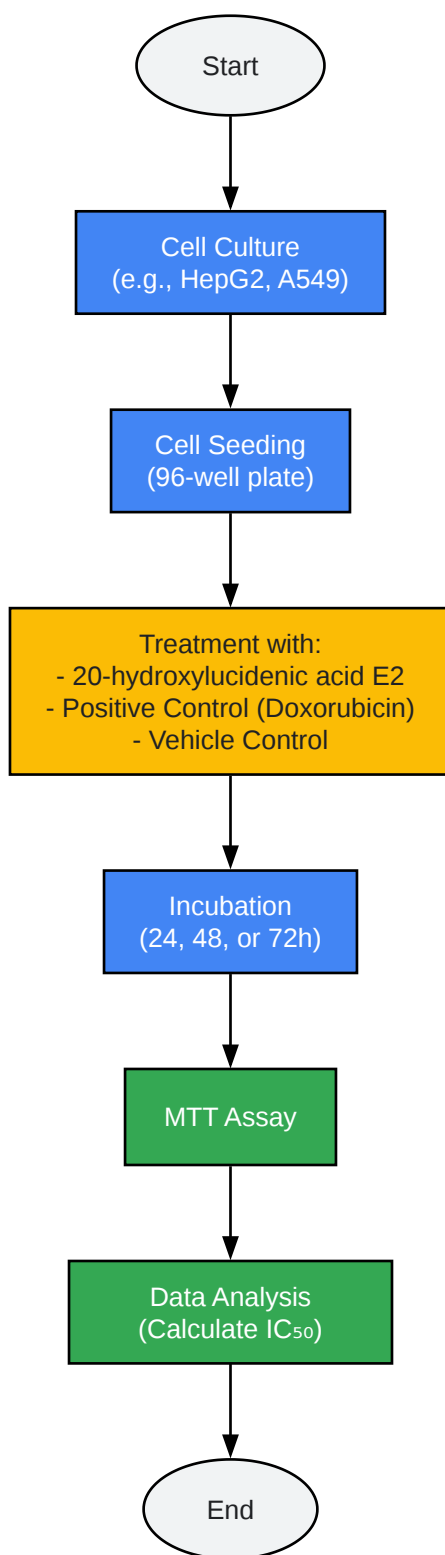 Start
Cell Culture
(e.g., HepG2, A549)
Cell Seeding
(96-well plate)
Treatment with:
- 20-hydroxylucidenic acid E2
- Positive Control (Doxorubicin)
- Vehicle Control
Incubation
(24, 48, or 72h)
MTT Assay
Data Analysis
(Calculate IC₅₀)
End